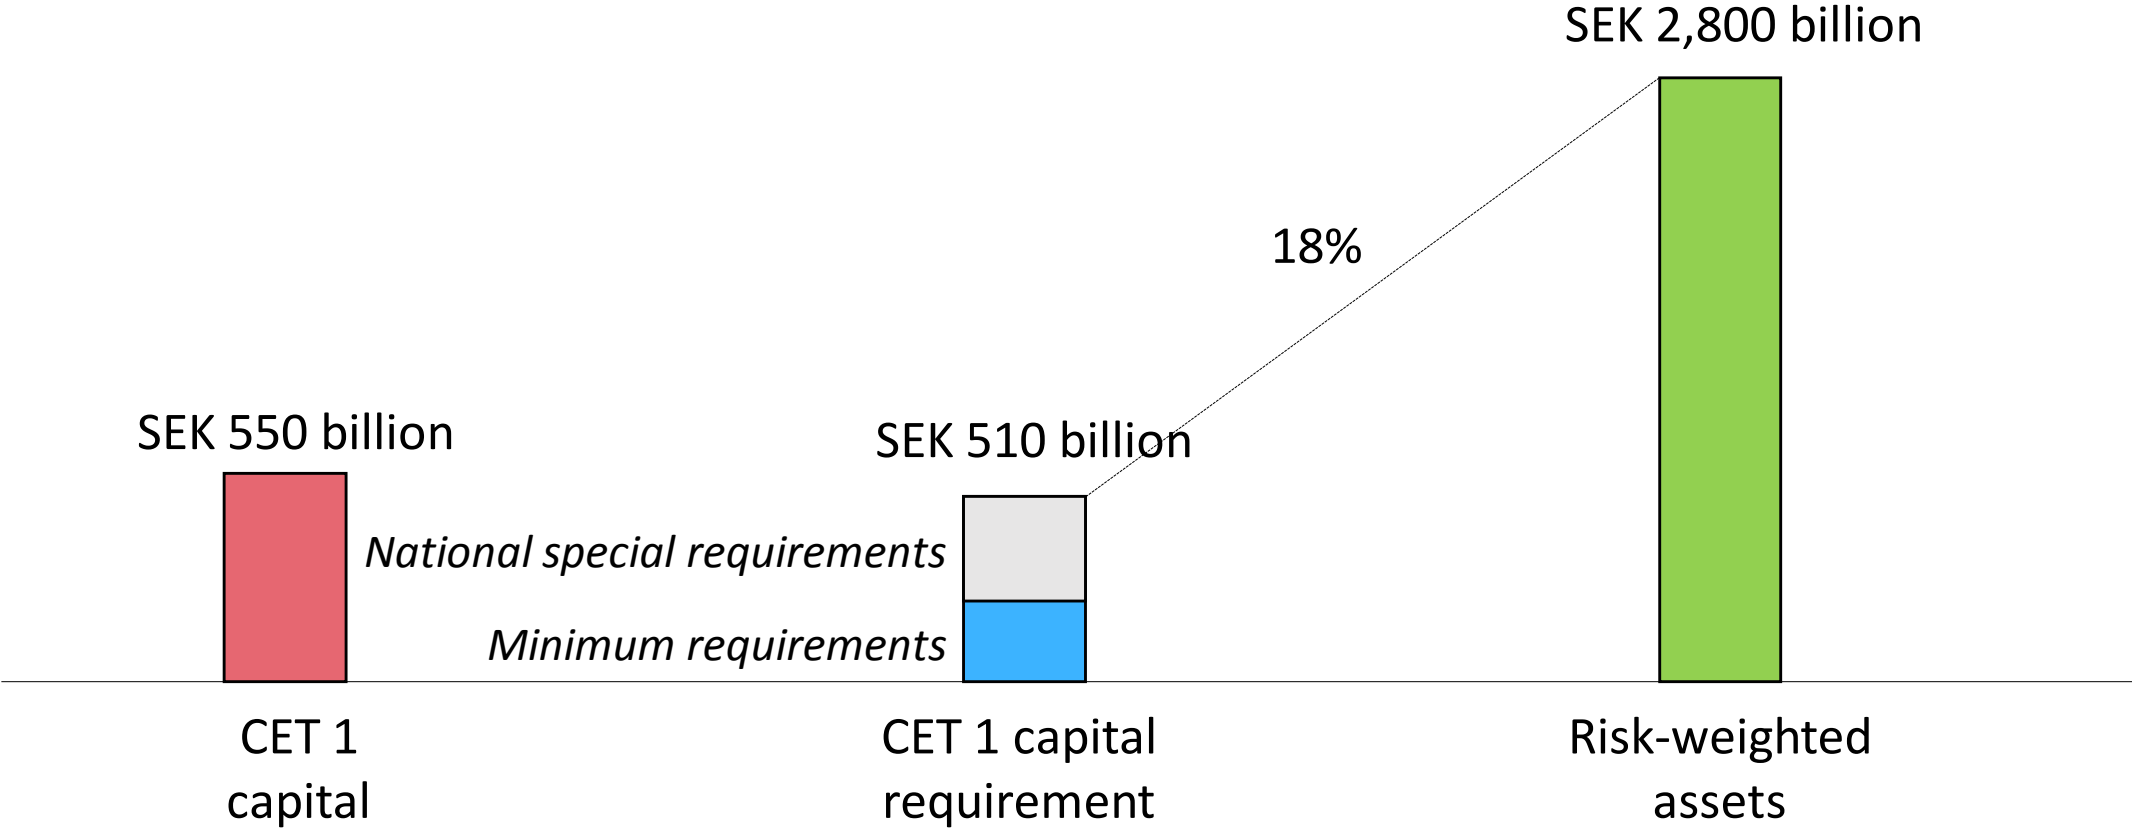 SEK 2,800 billion
18%
SEK 550 billion
SEK 510 billion
National special requirements
Minimum requirements
CET 1
capital
CET 1 capital
requirement
Risk-weighted
assets